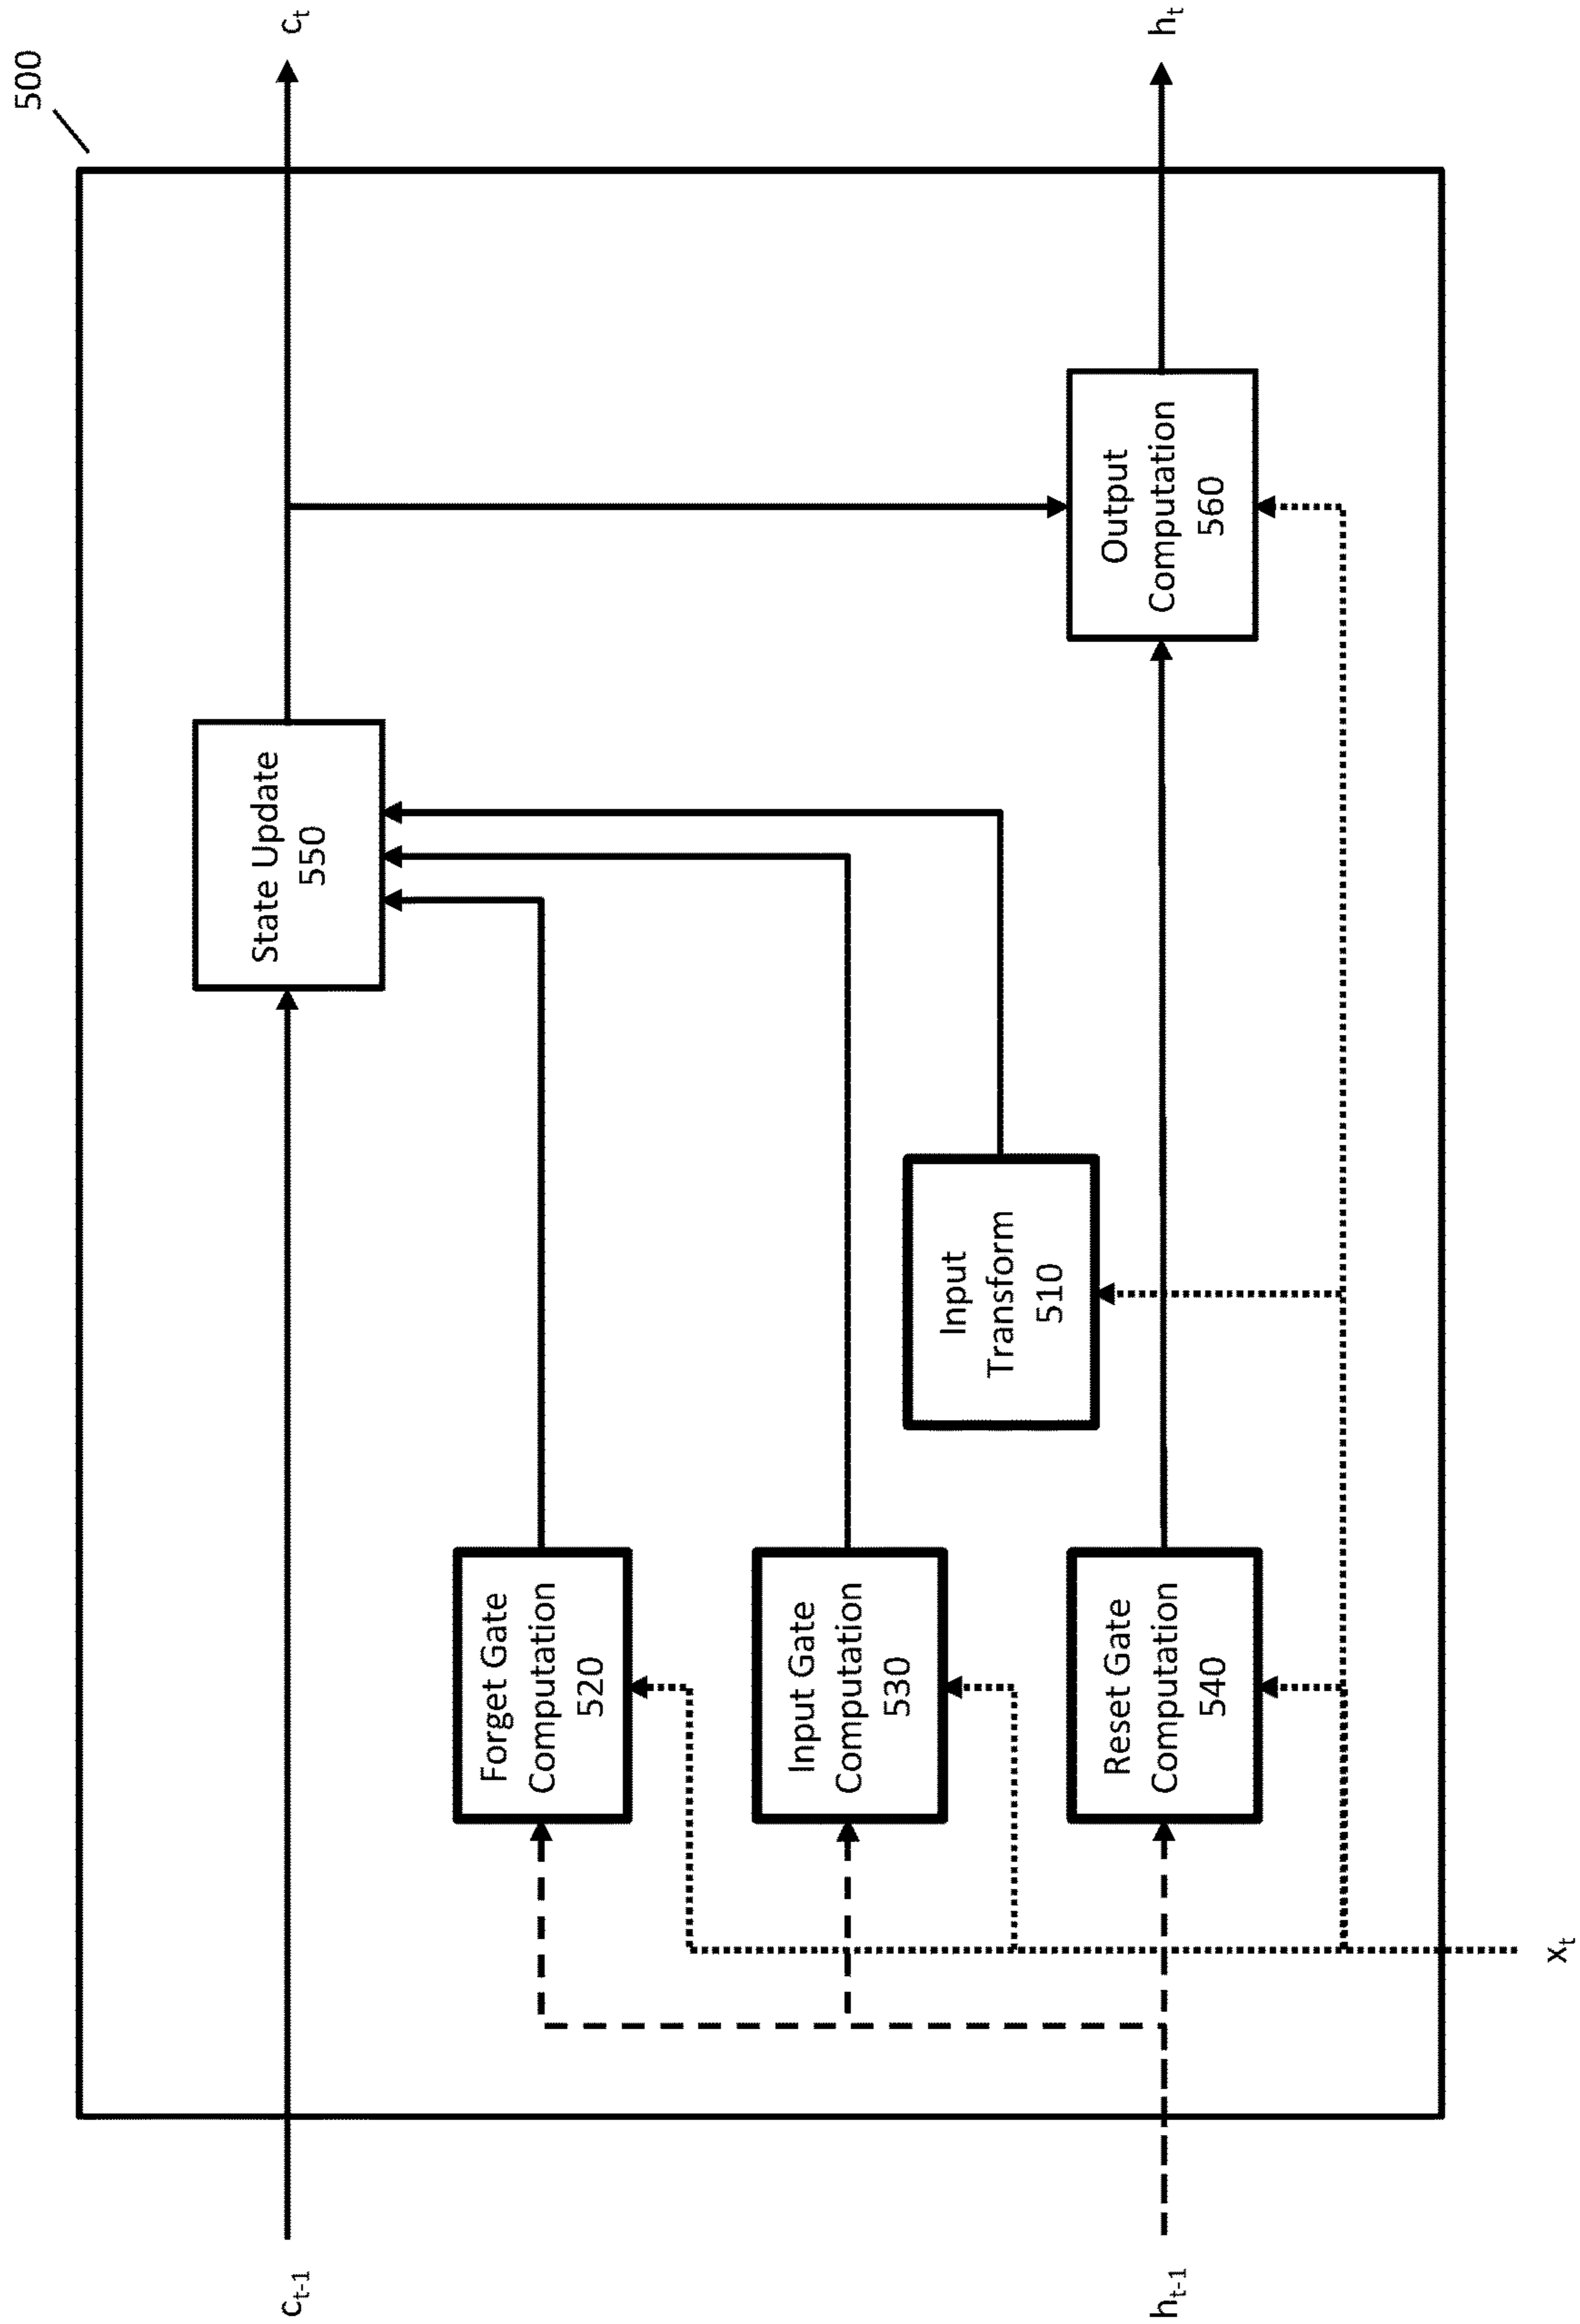 500
c_t-1
c_t
State Update
550
Forget Gate
Computation
520
Input Gate
Computation
530
Input
Transform
510
Reset Gate
Computation
540
Output
Computation
560
h_t-1
h_t
x_t